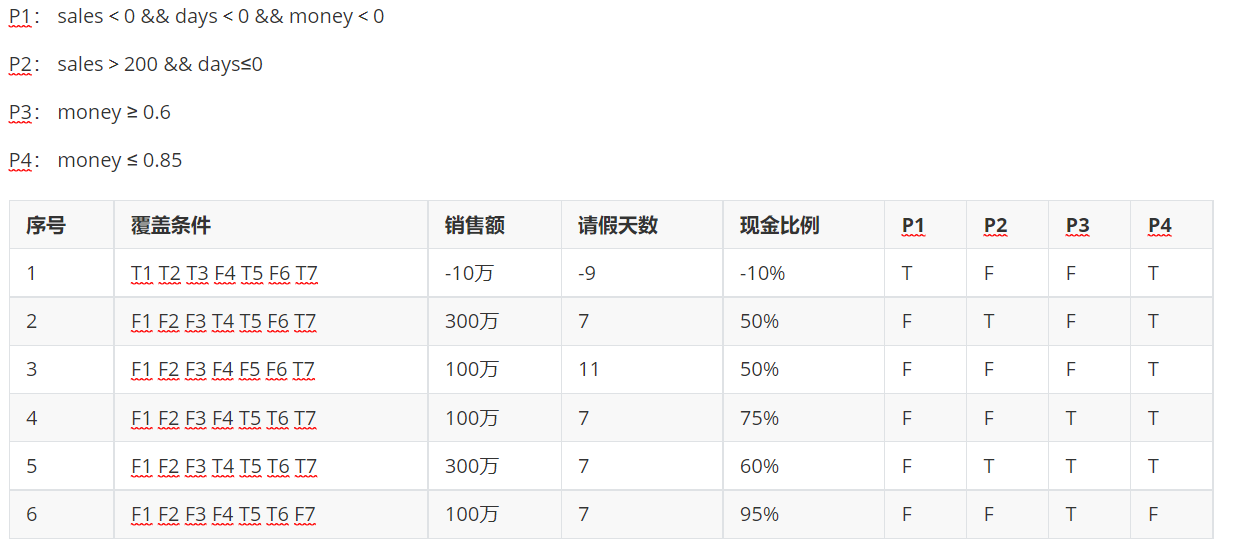 P1： sales < 0 && days < 0 && money < 0
P2： sales > 200 && days≤0
P3： money ≥ 0.6
P4： money ≤ 0.85
序号 覆盖条件 销售额 请假天数 现金比例 P1 P2 P3 P4
1 T1 T2 T3 F4 T5 F6 T7 -10万 -9 -10% T F F T
2 F1 F2 F3 T4 T5 F6 T7 300万 7 50% F T F T
3 F1 F2 F3 F4 F5 F6 T7 100万 11 50% F F F T
4 F1 F2 F3 F4 T5 T6 T7 100万 7 75% F F T T
5 F1 F2 F3 T4 T5 T6 T7 300万 7 60% F T T T
6 F1 F2 F3 F4 T5 T6 F7 100万 7 95% F F T F